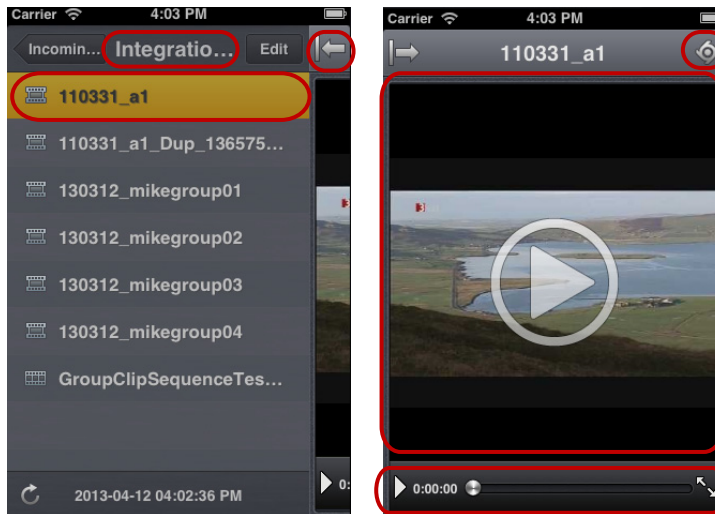 Carrier 4:03 PM
Incomin... Integratio... Edit
110331_a1
110331_a1_Dup_136575...
130312_mikegroup01
130312_mikegroup02
130312_mikegroup03
130312_mikegroup04
GroupClipSequenceTes...
2013-04-12 04:02:36 PM
0:
Carrier 4:03 PM
110331_a1
0:00:00